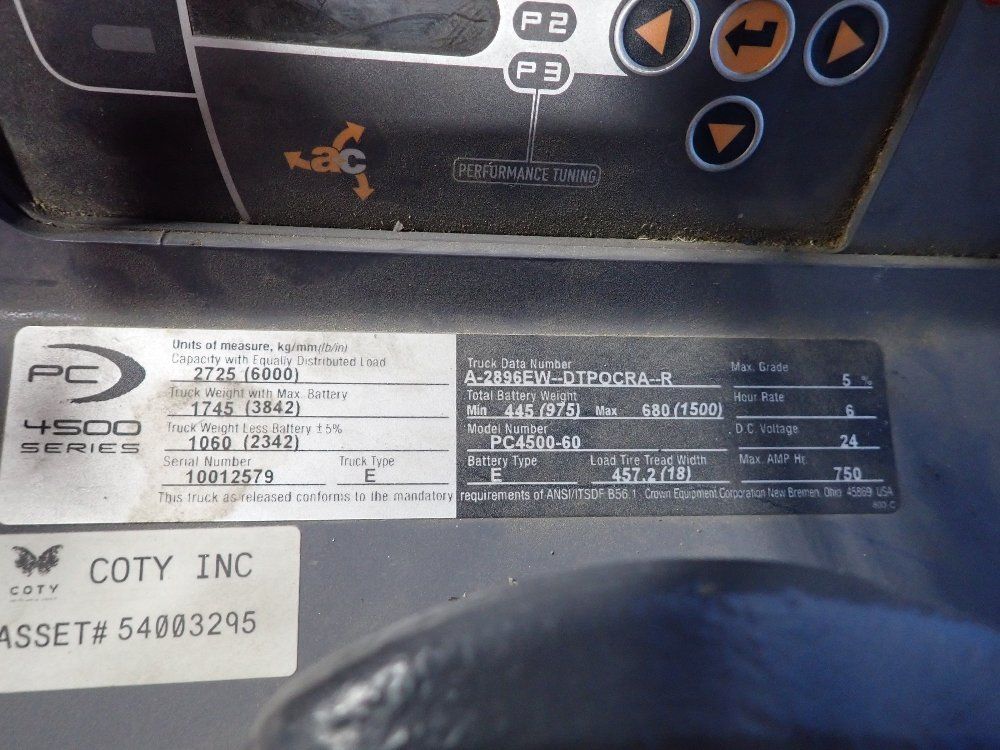 P2
P3
ac
PERFORMANCE TUNING
PC
4500
SERIES
Units of measure, kg/mm/(lb/in)
Capacity with Equally Distributed Load
2725 (6000)
Truck Weight with Max. Battery
1745 (3842)
Truck Weight Less Battery ±5%
1060 (2342)
Serial Number Truck Type
10012579 E
Truck Data Number
A-2896EW--DTPOCRA--R
Total Battery Weight
Min 445 (975) Max 680 (1500)
Model Number
PC4500-60
Battery Type Load Tire Tread Width
E 457.2 (18)
Max. Grade
5 %
Hour Rate
6
D.C. Voltage
24
Max. AMP Hr.
750
This truck as released conforms to the mandatory requirements of ANSI/ITSDF B56.1 Crown Equipment Corporation New Bremen, Ohio 45869 USA
COTY
COTY INC
ASSET# 54003295